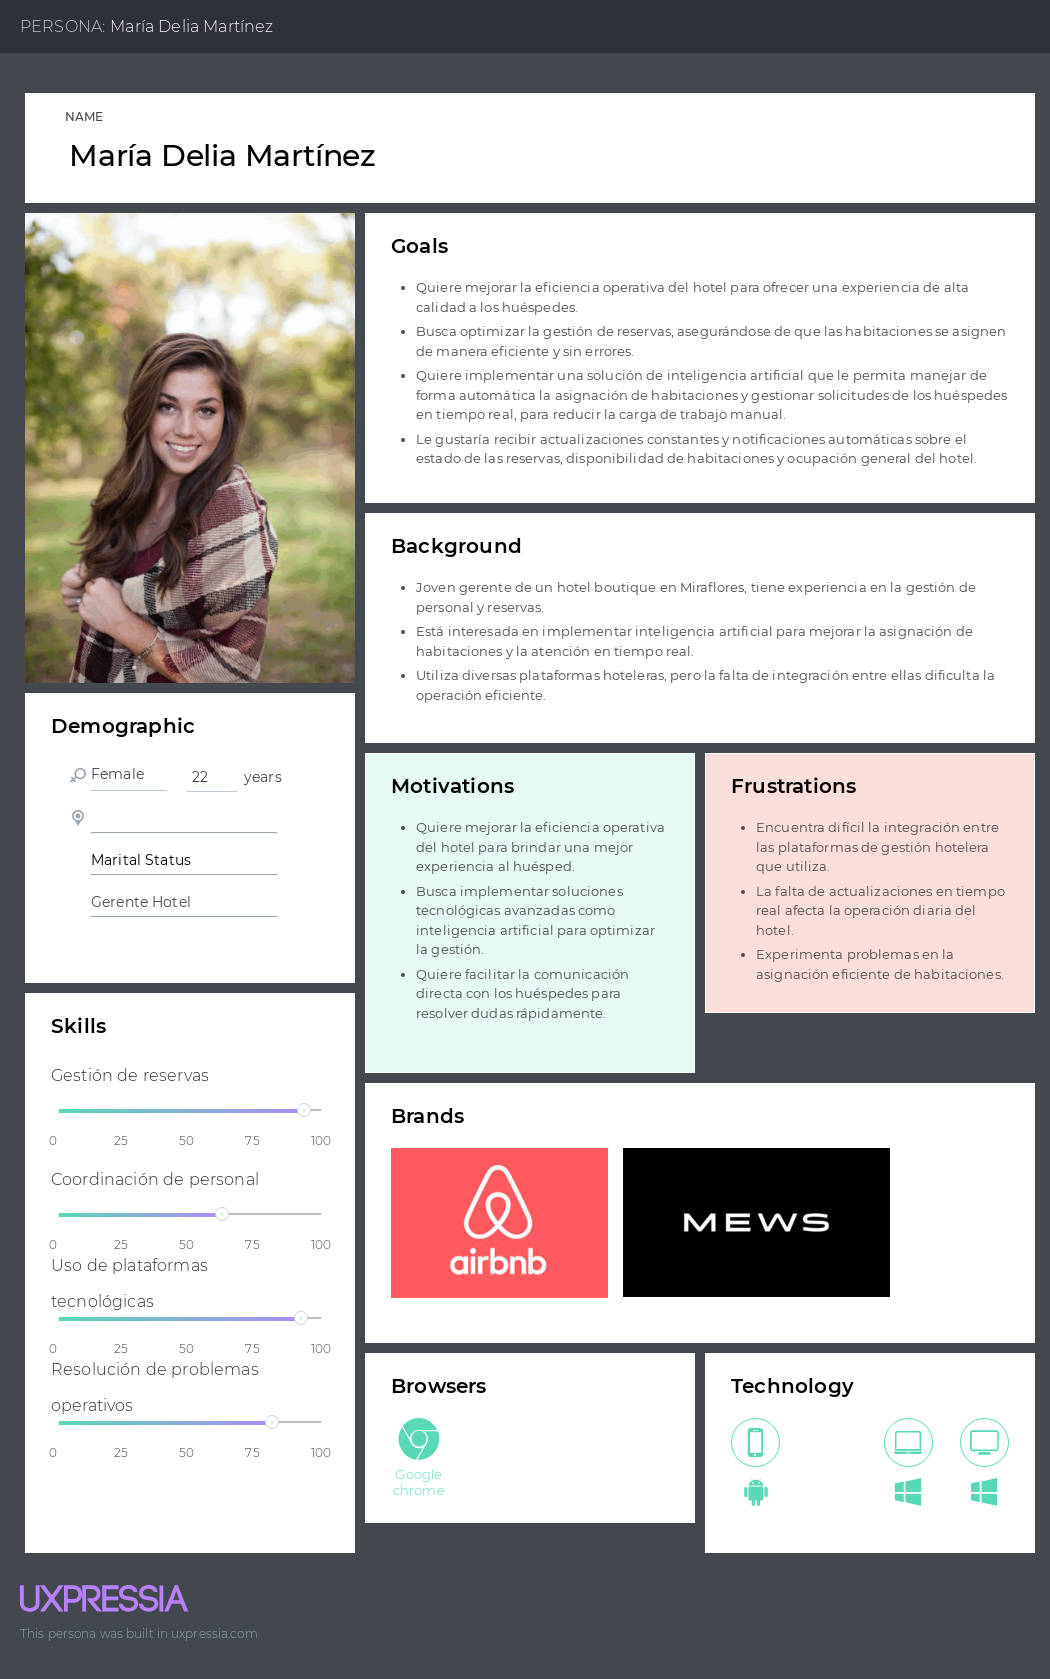 PERSONA: María Delia Martínez
NAME
María Delia Martínez
Goals
• Quiere mejorar la eficiencia operativa del hotel para ofrecer una experiencia de alta
calidad a los huéspedes.
• Busca optimizar la gestión de reservas, asegurándose de que las habitaciones se asignen
de manera eficiente y sin errores.
• Quiere implementar una solución de inteligencia artificial que le permita manejar de
forma automática la asignación de habitaciones y gestionar solicitudes de los huéspedes
en tiempo real, para reducir la carga de trabajo manual.
• Le gustaría recibir actualizaciones constantes y notificaciones automáticas sobre el
estado de las reservas, disponibilidad de habitaciones y ocupación general del hotel.
Background
• Joven gerente de un hotel boutique en Miraflores, tiene experiencia en la gestión de
personal y reservas.
• Está interesada en implementar inteligencia artificial para mejorar la asignación de
habitaciones y la atención en tiempo real.
• Utiliza diversas plataformas hoteleras, pero la falta de integración entre ellas dificulta la
operación eficiente.
Demographic
Female 22 years
Marital Status
Gerente Hotel
Motivations
• Quiere mejorar la eficiencia operativa
del hotel para brindar una mejor
experiencia al huésped.
• Busca implementar soluciones
tecnológicas avanzadas como
inteligencia artificial para optimizar
la gestión.
• Quiere facilitar la comunicación
directa con los huéspedes para
resolver dudas rápidamente.
Frustrations
• Encuentra difícil la integración entre
las plataformas de gestión hotelera
que utiliza.
• La falta de actualizaciones en tiempo
real afecta la operación diaria del
hotel.
• Experimenta problemas en la
asignación eficiente de habitaciones.
Skills
Gestión de reservas
0 25 50 75 100
Coordinación de personal
0 25 50 75 100
Uso de plataformas
tecnológicas
0 25 50 75 100
Resolución de problemas
operativos
0 25 50 75 100
Brands
airbnb
MEWS
Browsers
Google
chrome
Technology
UXPRESSIA
This persona was built in uxpressia.com